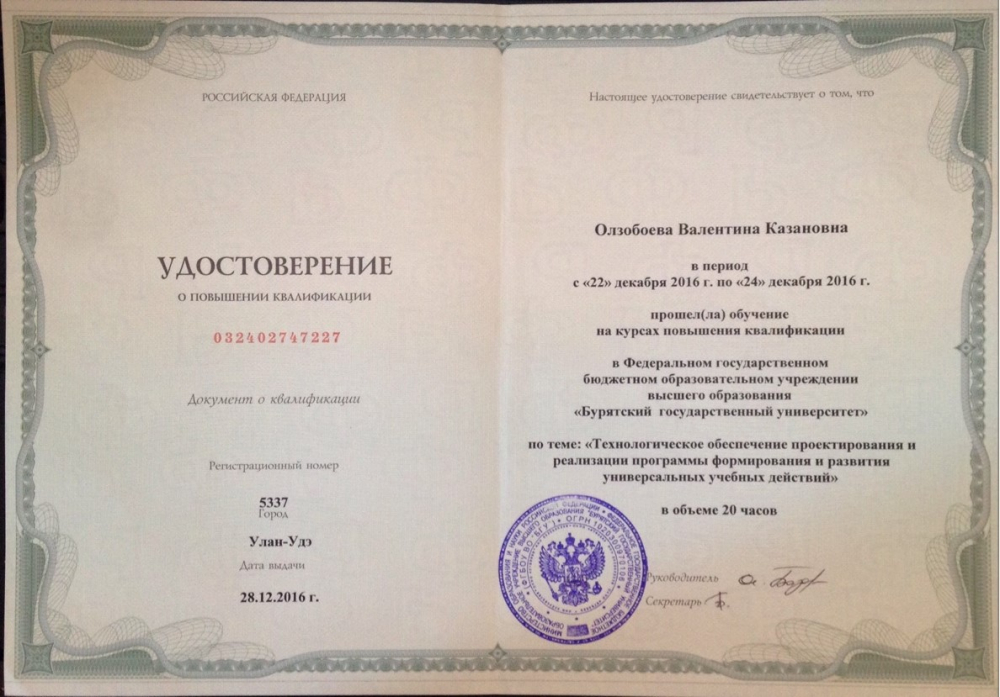 РОССИЙСКАЯ ФЕДЕРАЦИЯ
УДОСТОВЕРЕНИЕ
О ПОВЫШЕНИИ КВАЛИФИКАЦИИ
032402747227
Документ о квалификации
Регистрационный номер
5337
Город
Улан-Удэ
Дата выдачи
28.12.2016 г.
Настоящее удостоверение свидетельствует о том, что
Олзобоева Валентина Казановна
в период
с «22» декабря 2016 г. по «24» декабря 2016 г.
прошел(ла) обучение
на курсах повышения квалификации
в Федеральном государственном
бюджетном образовательном учреждении
высшего образования
«Бурятский государственный университет»
по теме: «Технологическое обеспечение проектирования и
реализации программы формирования и развития
универсальных учебных действий»
в объеме 20 часов
Руководитель
Секретарь